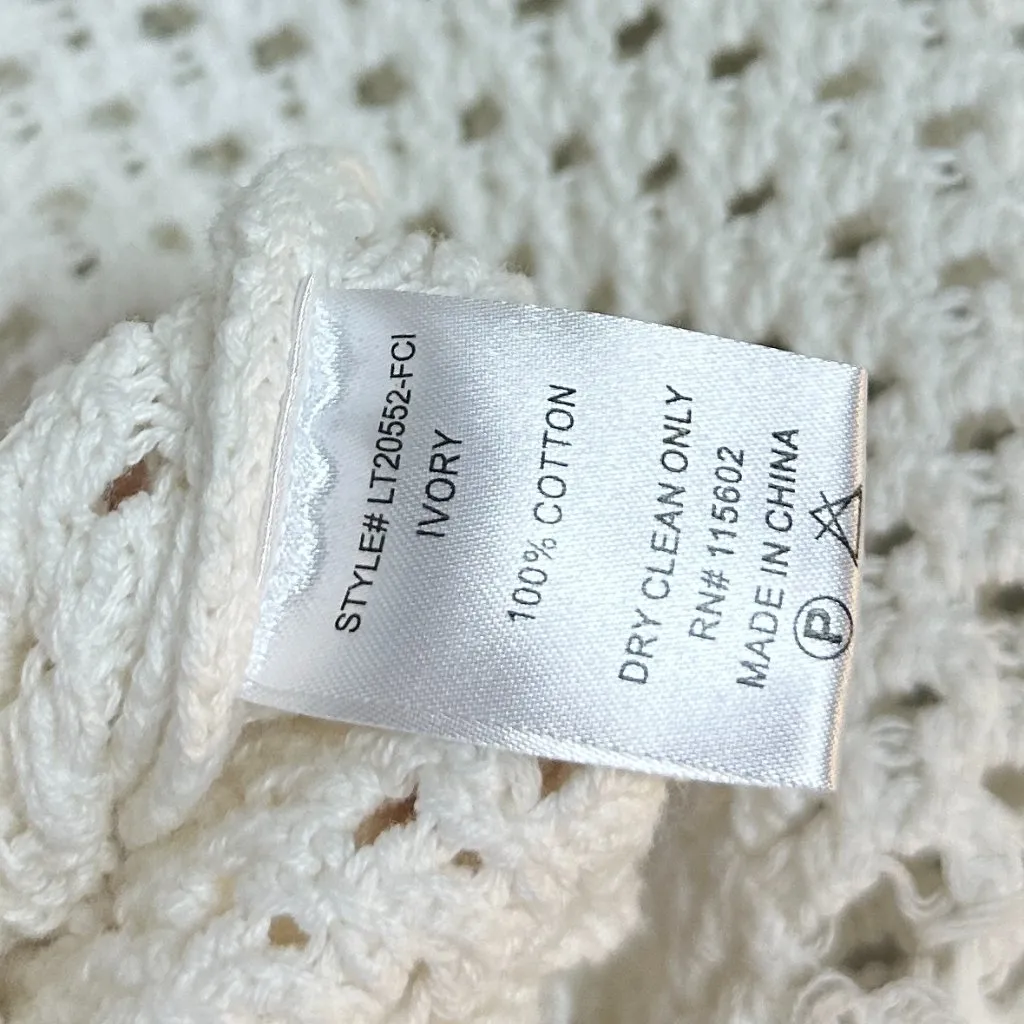 STYLE# LT20552-FCI
IVORY
100% COTTON
DRY CLEAN ONLY
RN# 115602
MADE IN CHINA
P